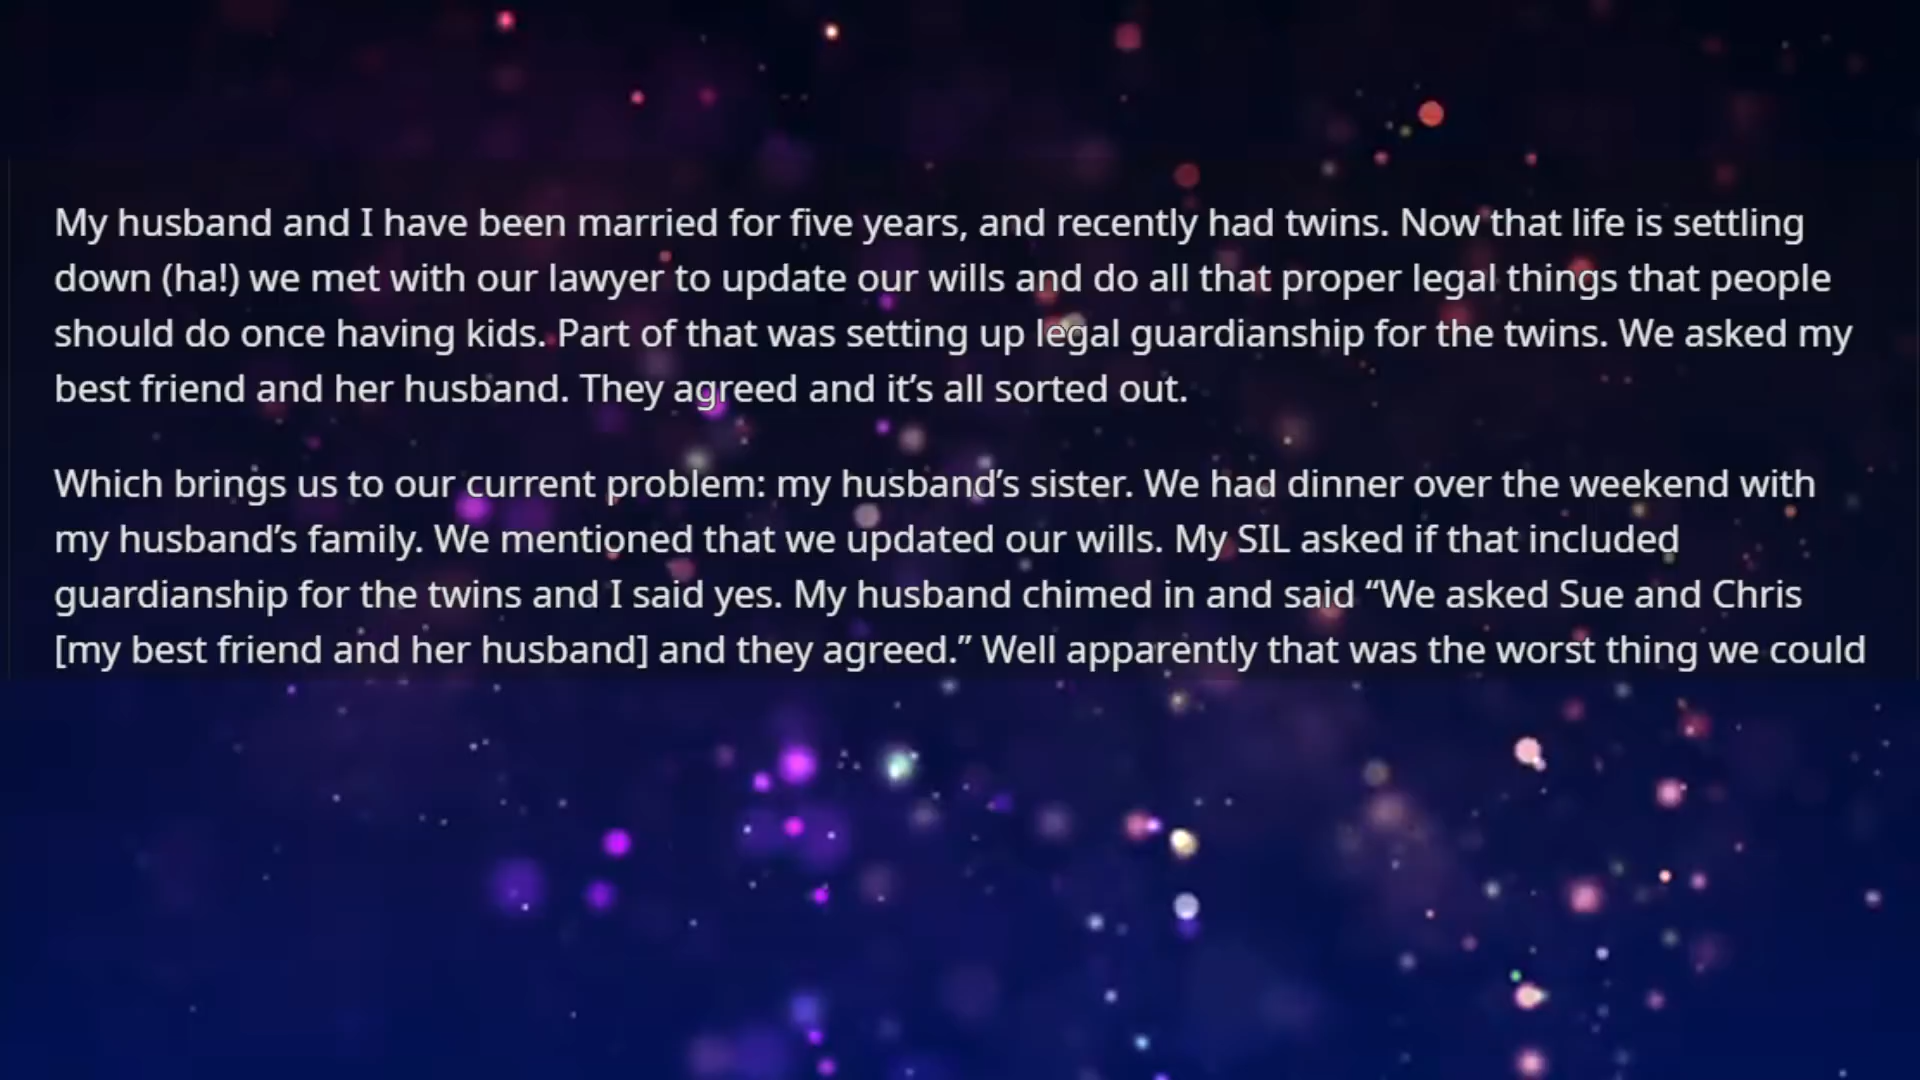 My husband and I have been married for five years, and recently had twins. Now that life is settling
down (ha!) we met with our lawyer to update our wills and do all that proper legal things that people
should do once having kids. Part of that was setting up legal guardianship for the twins. We asked my
best friend and her husband. They agreed and it’s all sorted out.
Which brings us to our current problem: my husband’s sister. We had dinner over the weekend with
my husband’s family. We mentioned that we updated our wills. My SIL asked if that included
guardianship for the twins and I said yes. My husband chimed in and said “We asked Sue and Chris
[my best friend and her husband] and they agreed.” Well apparently that was the worst thing we could